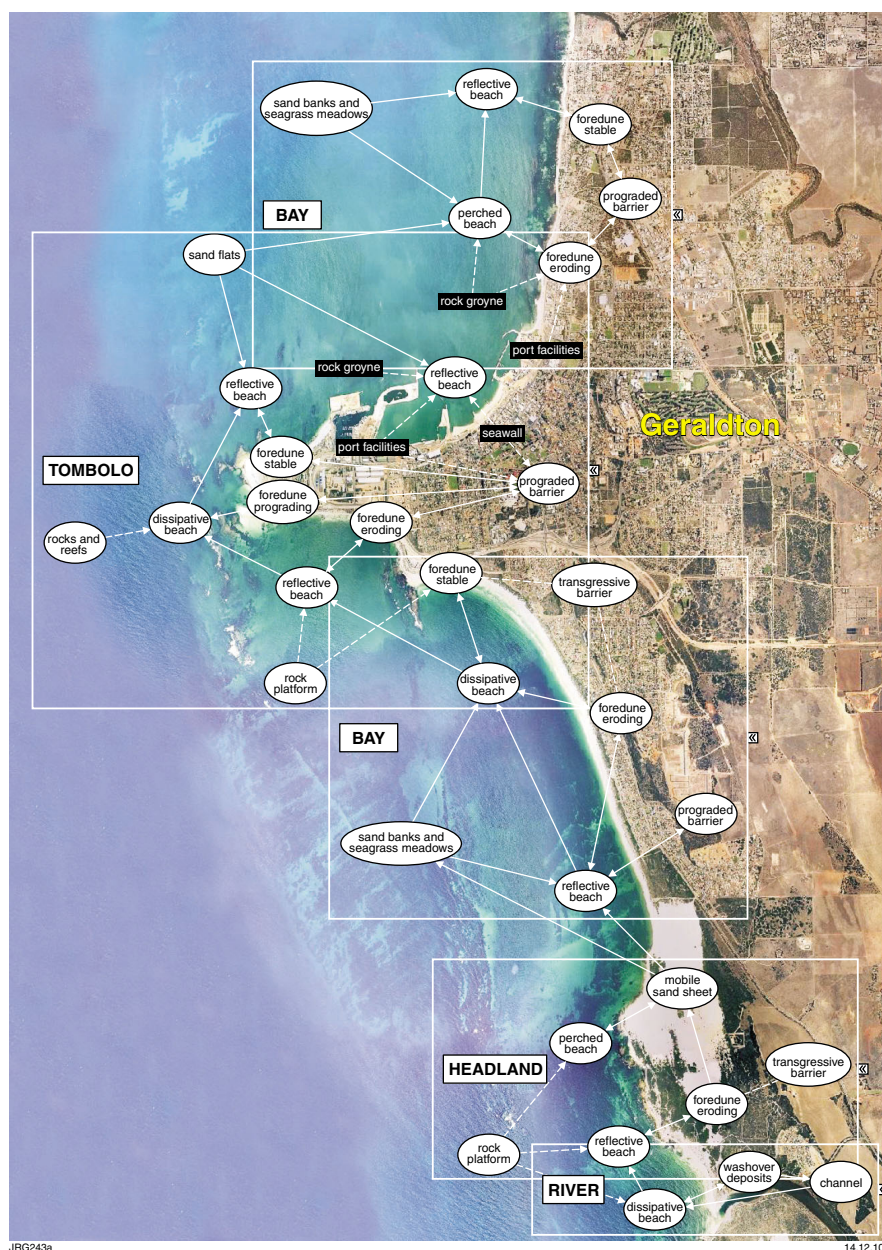 reflective
beach
sand banks and
seagrass meadows
foredune
stable
prograded
barrier
BAY
perched
beach
sand flats
foredune
eroding
rock groyne
port facilities
rock groyne
reflective
beach
reflective
beach
Geraldton
seawall
port facilities
foredune
stable
TOMBOLO
prograded
barrier
foredune
prograding
dissipative
beach
foredune
eroding
rocks and
reefs
foredune
stable
transgressive
barrier
reflective
beach
rock
platform
dissipative
beach
foredune
eroding
BAY
prograded
barrier
sand banks and
seagrass meadows
reflective
beach
mobile
sand sheet
perched
beach
HEADLAND
transgressive
barrier
foredune
eroding
reflective
beach
rock
platform
washover
deposits
channel
RIVER
dissipative
beach
JRG243a
14.12.10